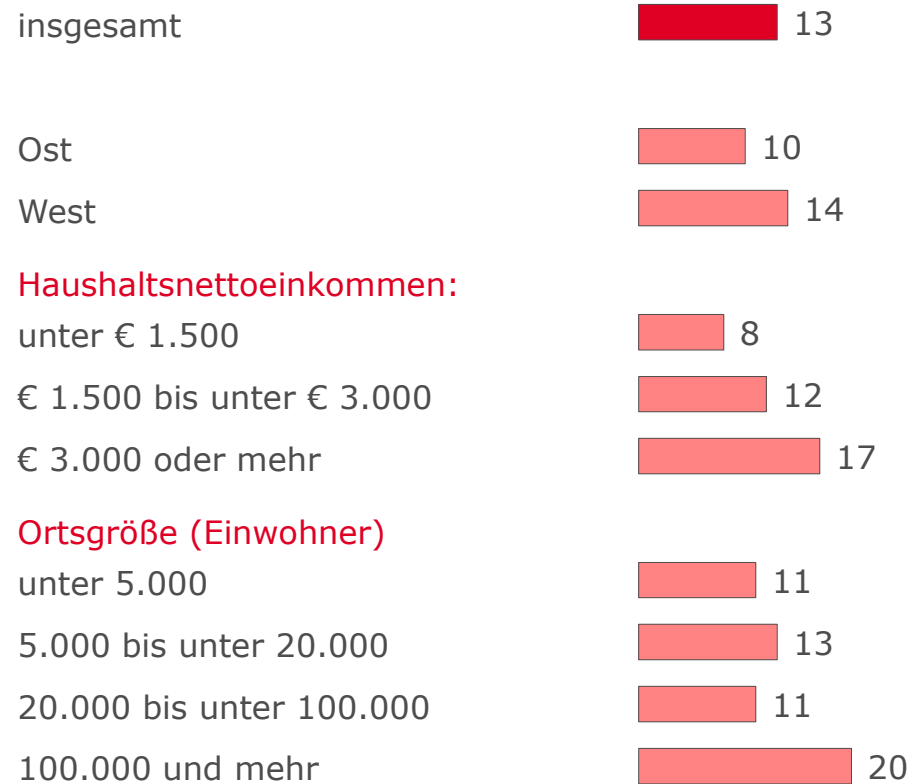 insgesamt 13
Ost 10
West 14
Haushaltsnettoeinkommen:
unter € 1.500 8
€ 1.500 bis unter € 3.000 12
€ 3.000 oder mehr 17
Ortsgröße (Einwohner)
unter 5.000 11
5.000 bis unter 20.000 13
20.000 bis unter 100.000 11
100.000 und mehr 20